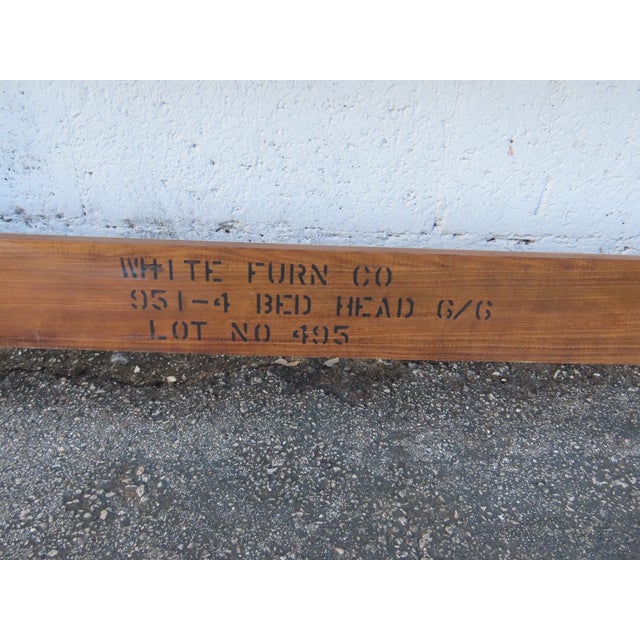 WHITE FURN CO
951-4 BED HEAD 6/6
LOT NO 495